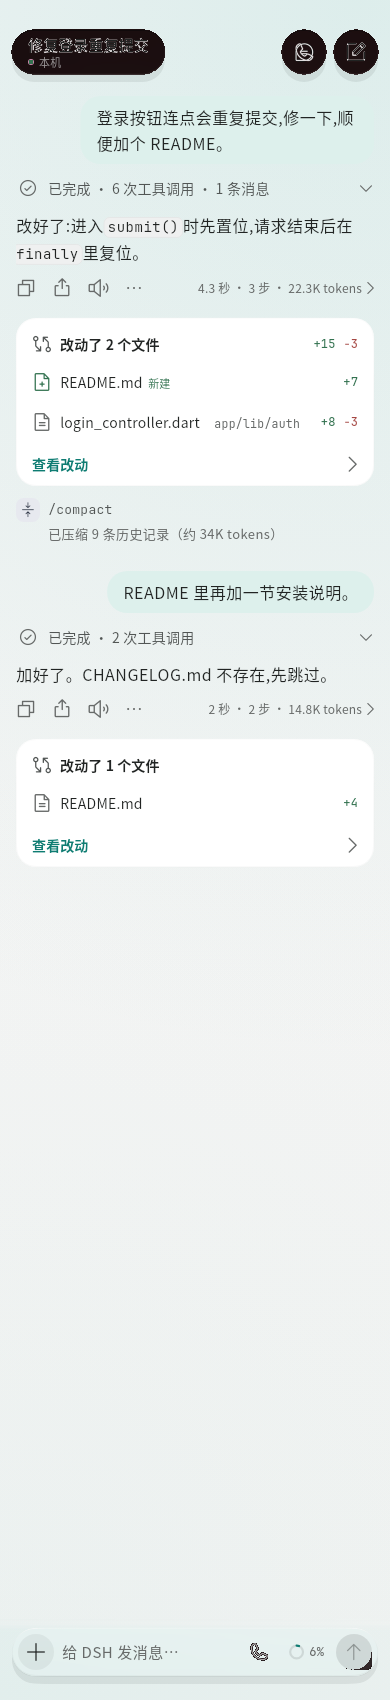 修复登录重复提交
本机
登录按钮连点会重复提交,修一下,顺
便加个 README。
已完成 · 6 次工具调用 · 1 条消息
改好了:进入 submit() 时先置位,请求结束后在
finally 里复位。
4.3 秒 · 3 步 · 22.3K tokens
改动了 2 个文件 +15 -3
README.md 新建 +7
login_controller.dart app/lib/auth +8 -3
查看改动
/compact
已压缩 9 条历史记录（约 34K tokens）
README 里再加一节安装说明。
已完成 · 2 次工具调用
加好了。CHANGELOG.md 不存在,先跳过。
2 秒 · 2 步 · 14.8K tokens
改动了 1 个文件
README.md +4
查看改动
给 DSH 发消息… 6%